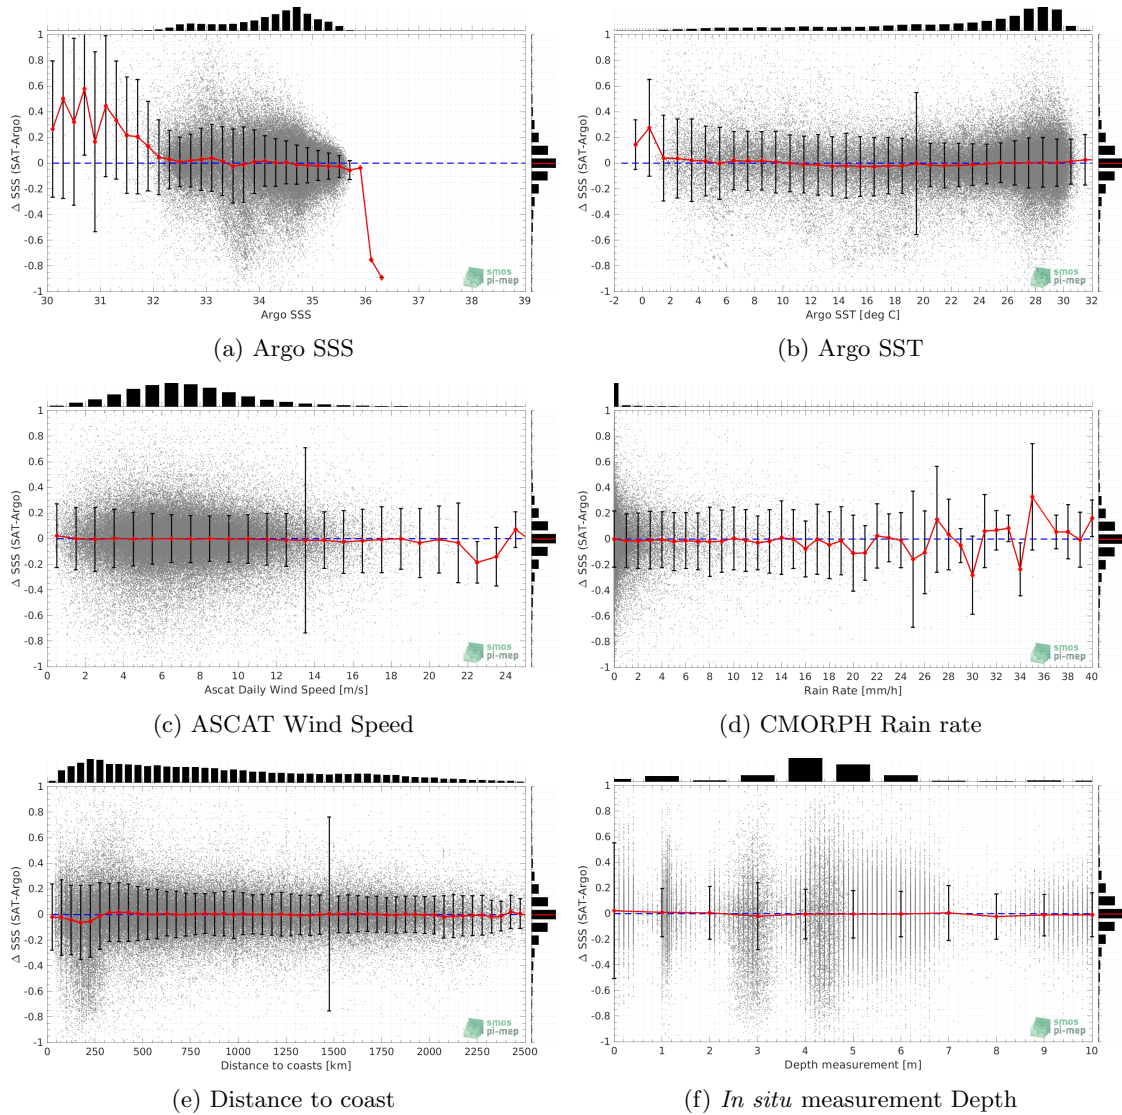 1
0.8
0.6
0.4
0.2
0
-0.2
-0.4
-0.6
-0.8
-1
Δ SSS (SAT-Argo)
30 31 32 33 34 35 36 37 38 39
Argo SSS
smos
pi-mep
(a) Argo SSS
1
0.8
0.6
0.4
0.2
0
-0.2
-0.4
-0.6
-0.8
-1
Δ SSS (SAT-Argo)
-2 0 2 4 6 8 10 12 14 16 18 20 22 24 26 28 30 32
Argo SST [deg C]
smos
pi-mep
(b) Argo SST
1
0.8
0.6
0.4
0.2
0
-0.2
-0.4
-0.6
-0.8
-1
Δ SSS (SAT-Argo)
0 2 4 6 8 10 12 14 16 18 20 22 24
Ascat Daily Wind Speed [m/s]
smos
pi-mep
(c) ASCAT Wind Speed
1
0.8
0.6
0.4
0.2
0
-0.2
-0.4
-0.6
-0.8
-1
Δ SSS (SAT-Argo)
0 2 4 6 8 10 12 14 16 18 20 22 24 26 28 30 32 34 36 38 40
Rain Rate [mm/h]
smos
pi-mep
(d) CMORPH Rain rate
1
0.8
0.6
0.4
0.2
0
-0.2
-0.4
-0.6
-0.8
-1
Δ SSS (SAT-Argo)
0 250 500 750 1000 1250 1500 1750 2000 2250 2500
Distance to coasts [km]
smos
pi-mep
(e) Distance to coast
1
0.8
0.6
0.4
0.2
0
-0.2
-0.4
-0.6
-0.8
-1
Δ SSS (SAT-Argo)
0 1 2 3 4 5 6 7 8 9 10
Depth measurement [m]
smos
pi-mep
(f) In situ measurement Depth